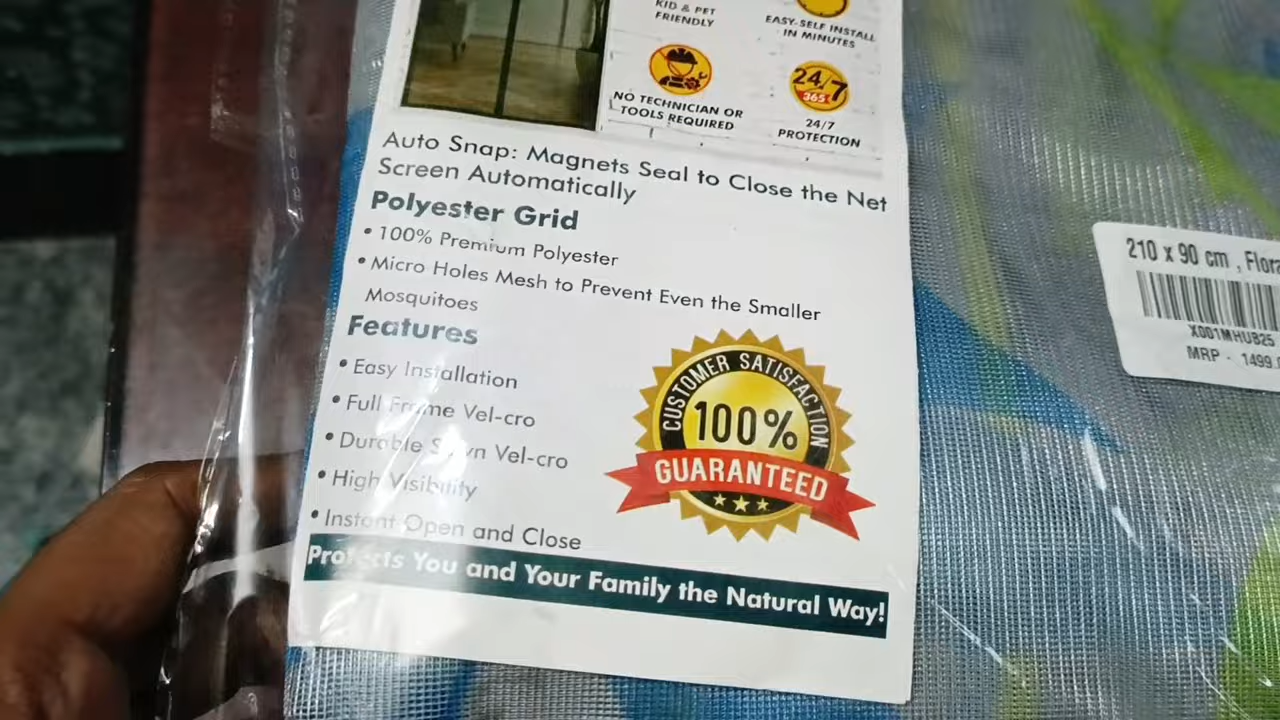 KID & PET
FRIENDLY
EASY-SELF INSTALL
IN MINUTES
NO TECHNICIAN OR
TOOLS REQUIRED
24/7
365
24/7
PROTECTION
Auto Snap: Magnets Seal to Close the Net
Screen Automatically
Polyester Grid
• 100% Premium Polyester
• Micro Holes Mesh to Prevent Even the Smaller
Mosquitoes
Features
• Easy Installation
• Full Frame Vel-cro
• Durable Vel-cro
• High Visibility
• Instant Open and Close
CUSTOMER SATISFACTION
100%
GUARANTEED
Protects You and Your Family the Natural Way!
210 x 90 cm , Flora
X001MHUB25
MRP - 1499.